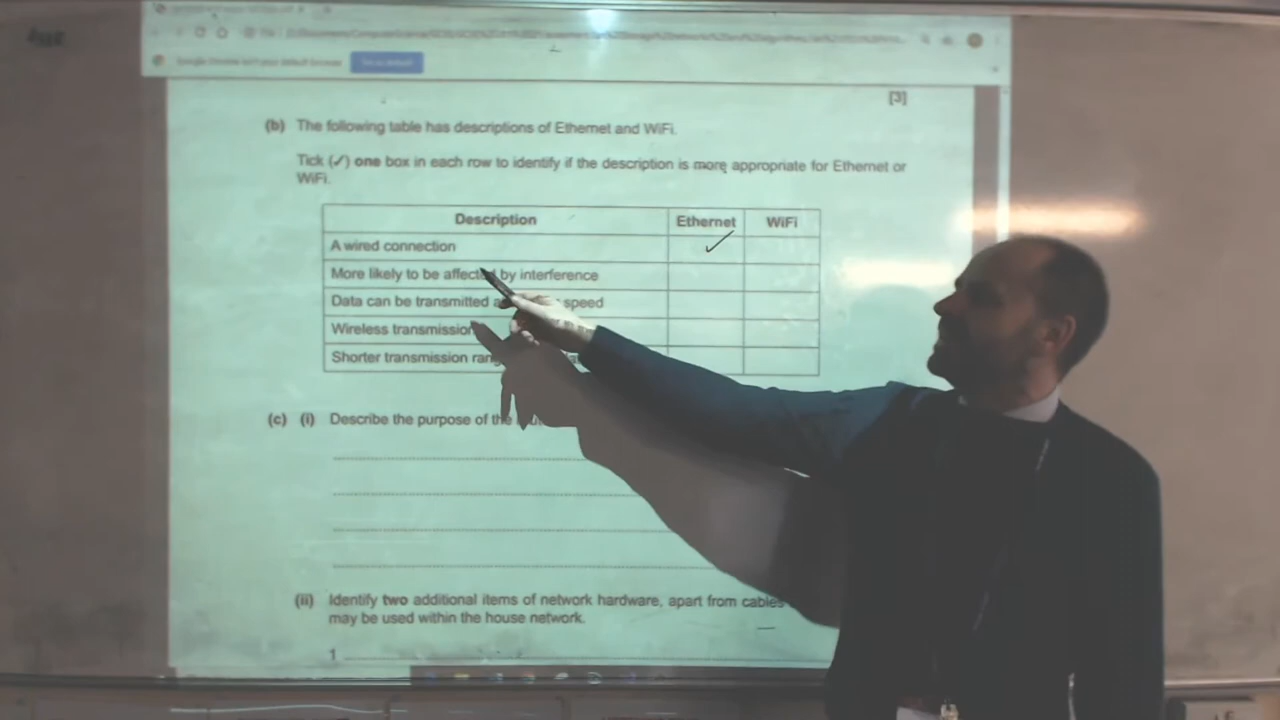 [3]
(b) The following table has descriptions of Ethernet and WiFi.
Tick (✓) one box in each row to identify if the description is more appropriate for Ethernet or
WiFi.
Description Ethernet WiFi
A wired connection ✓
More likely to be affected by interference
Data can be transmitted speed
Wireless transmission
Shorter transmission
(c) (i) Describe the purpose of the
(ii) Identify two additional items of network hardware, apart from cables
may be used within the house network.
1